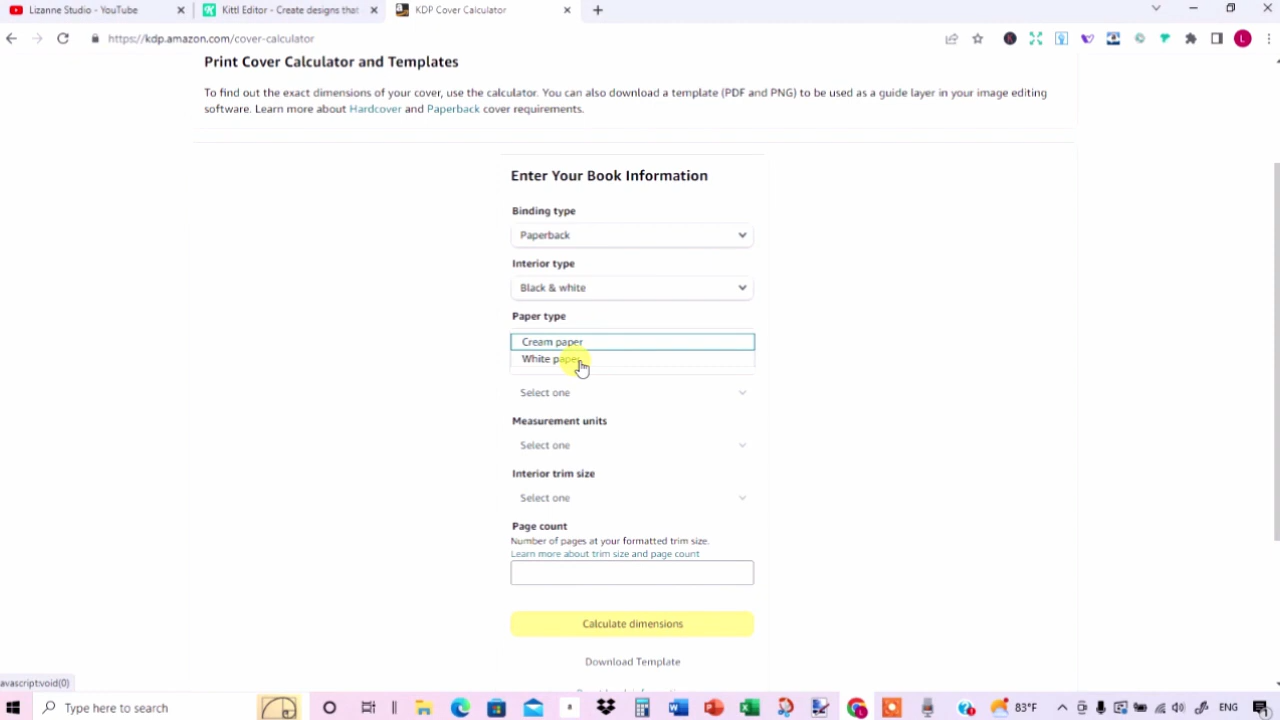 Lizanne Studio - YouTube
Kittl Editor - Create designs that
KDP Cover Calculator
https://kdp.amazon.com/cover-calculator
L
Print Cover Calculator and Templates
To find out the exact dimensions of your cover, use the calculator. You can also download a template (PDF and PNG) to be used as a guide layer in your image editing
software. Learn more about Hardcover and Paperback cover requirements.
Enter Your Book Information
Binding type
Paperback
Interior type
Black & white
Paper type
Cream paper
White paper
Select one
Measurement units
Select one
Interior trim size
Select one
Page count
Number of pages at your formatted trim size.
Learn more about trim size and page count
Calculate dimensions
Download Template
avascript:void(0)
Type here to search
83°F
ENG